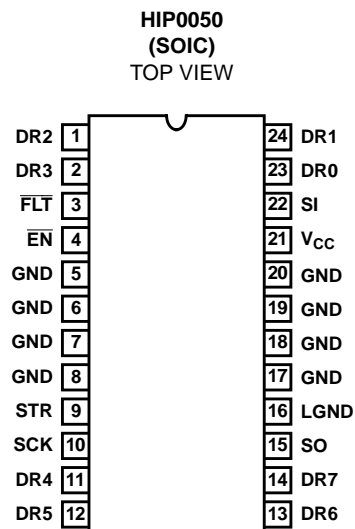 HIP0050
(SOIC)
TOP VIEW
DR2 1 24 DR1
DR3 2 23 DR0
FLT 3 22 SI
EN 4 21 VCC
GND 5 20 GND
GND 6 19 GND
GND 7 18 GND
GND 8 17 GND
STR 9 16 LGND
SCK 10 15 SO
DR4 11 14 DR7
DR5 12 13 DR6